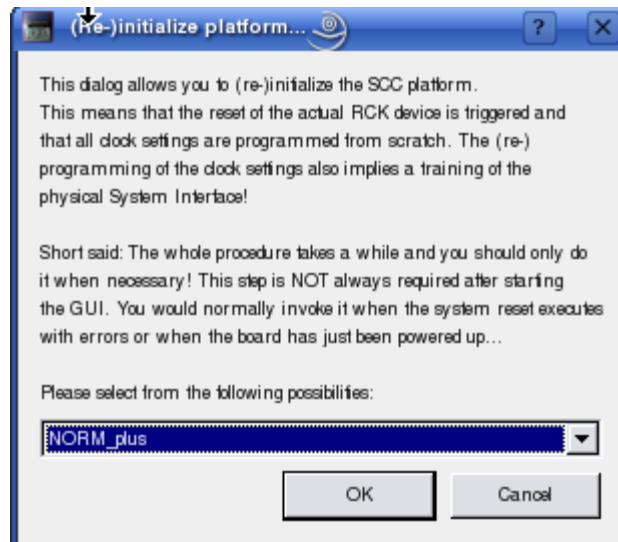 (Re-)initialize platform...
This dialog allows you to (re-)initialize the SCC platform.
This means that the reset of the actual RCK device is triggered and
that all clock settings are programmed from scratch. The (re-)
programming of the clock settings also implies a training of the
physical System Interface!
Short said: The whole procedure takes a while and you should only do
it when necessary! This step is NOT always required after starting
the GUI. You would normally invoke it when the system reset executes
with errors or when the board has just been powered up...
Please select from the following possibilities:
NORM_plus
OK
Cancel